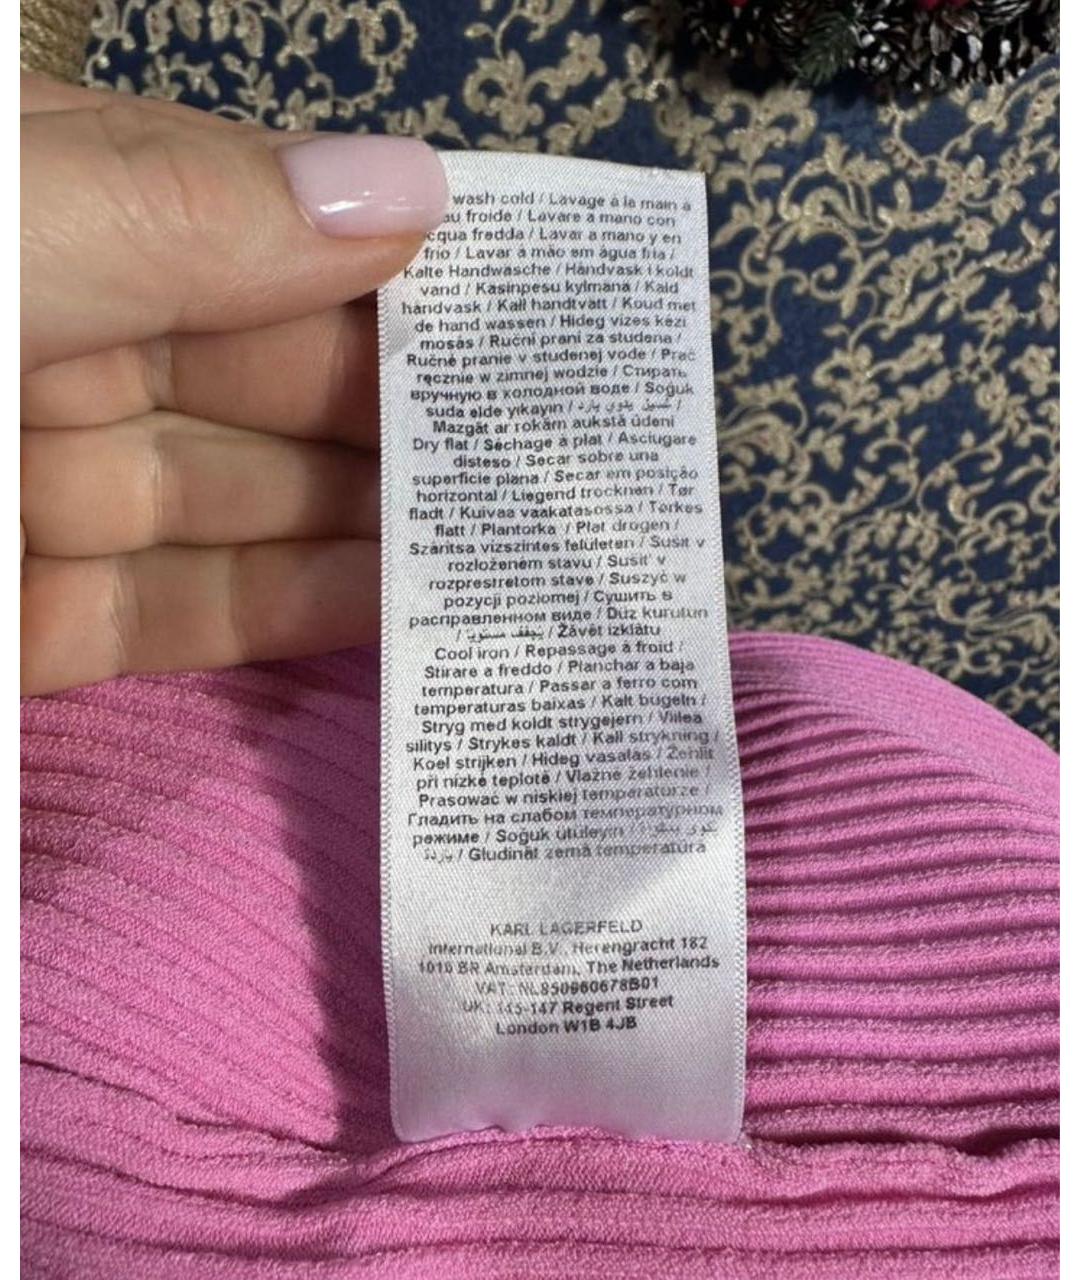 wash cold / Lavage à la main à
au froide / Lavare a mano con
cqua fredda / Lavar a mano y en
frio / Lavar à mão em água fria /
Kalte Handwäsche / Håndvask i koldt
vand / Käsinpesu kylmänä / Kald
håndvask / Kall handtvätt / Koud met
de hand wassen / Hideg vizes kézi
mosás / Ruční praní za studena /
Ručné pranie v studenej vode / Prać
ręcznie w zimnej wodzie / Стирать
вручную в холодной воде / Soğuk
suda elde yıkayın /
Mazgāt ar rokām aukstā ūdenī
Dry flat / Séchage à plat / Asciugare
disteso / Secar sobre una
superficie plana / Secar em posição
horizontal / Liegend trocknen / Tør
fladt / Kuivaa vaakatasossa / Tørkes
flatt / Plantorka / Plat drogen /
Szárítsa vízszintes felületen / Sušit v
rozloženém stavu / Sušiť v
rozprestretom stave / Suszyć w
pozycji poziomej / Сушить в
расправленном виде / Düz kurutun
/ يجفف مستوياً / Žāvēt izklātu
Cool iron / Repassage à froid /
Stirare a freddo / Planchar a baja
temperatura / Passar a ferro com
temperaturas baixas / Kalt bügeln /
Stryg med koldt strygejern / Viileä
silitys / Strykes kaldt / Kall strykning /
Koel strijken / Hideg vasalás / Žehlit
při nízké teplotě / Vlažné žehlenie /
Prasować w niskiej temperaturze /
Гладить на слабом температурном
режиме / Soğuk ütüleyin /
/ Gludināt zemā temperatūrā
KARL LAGERFELD
International B.V., Herengracht 182
1016 BR Amsterdam, The Netherlands
VAT: NL850960678B01
UK: 145-147 Regent Street
London W1B 4JB